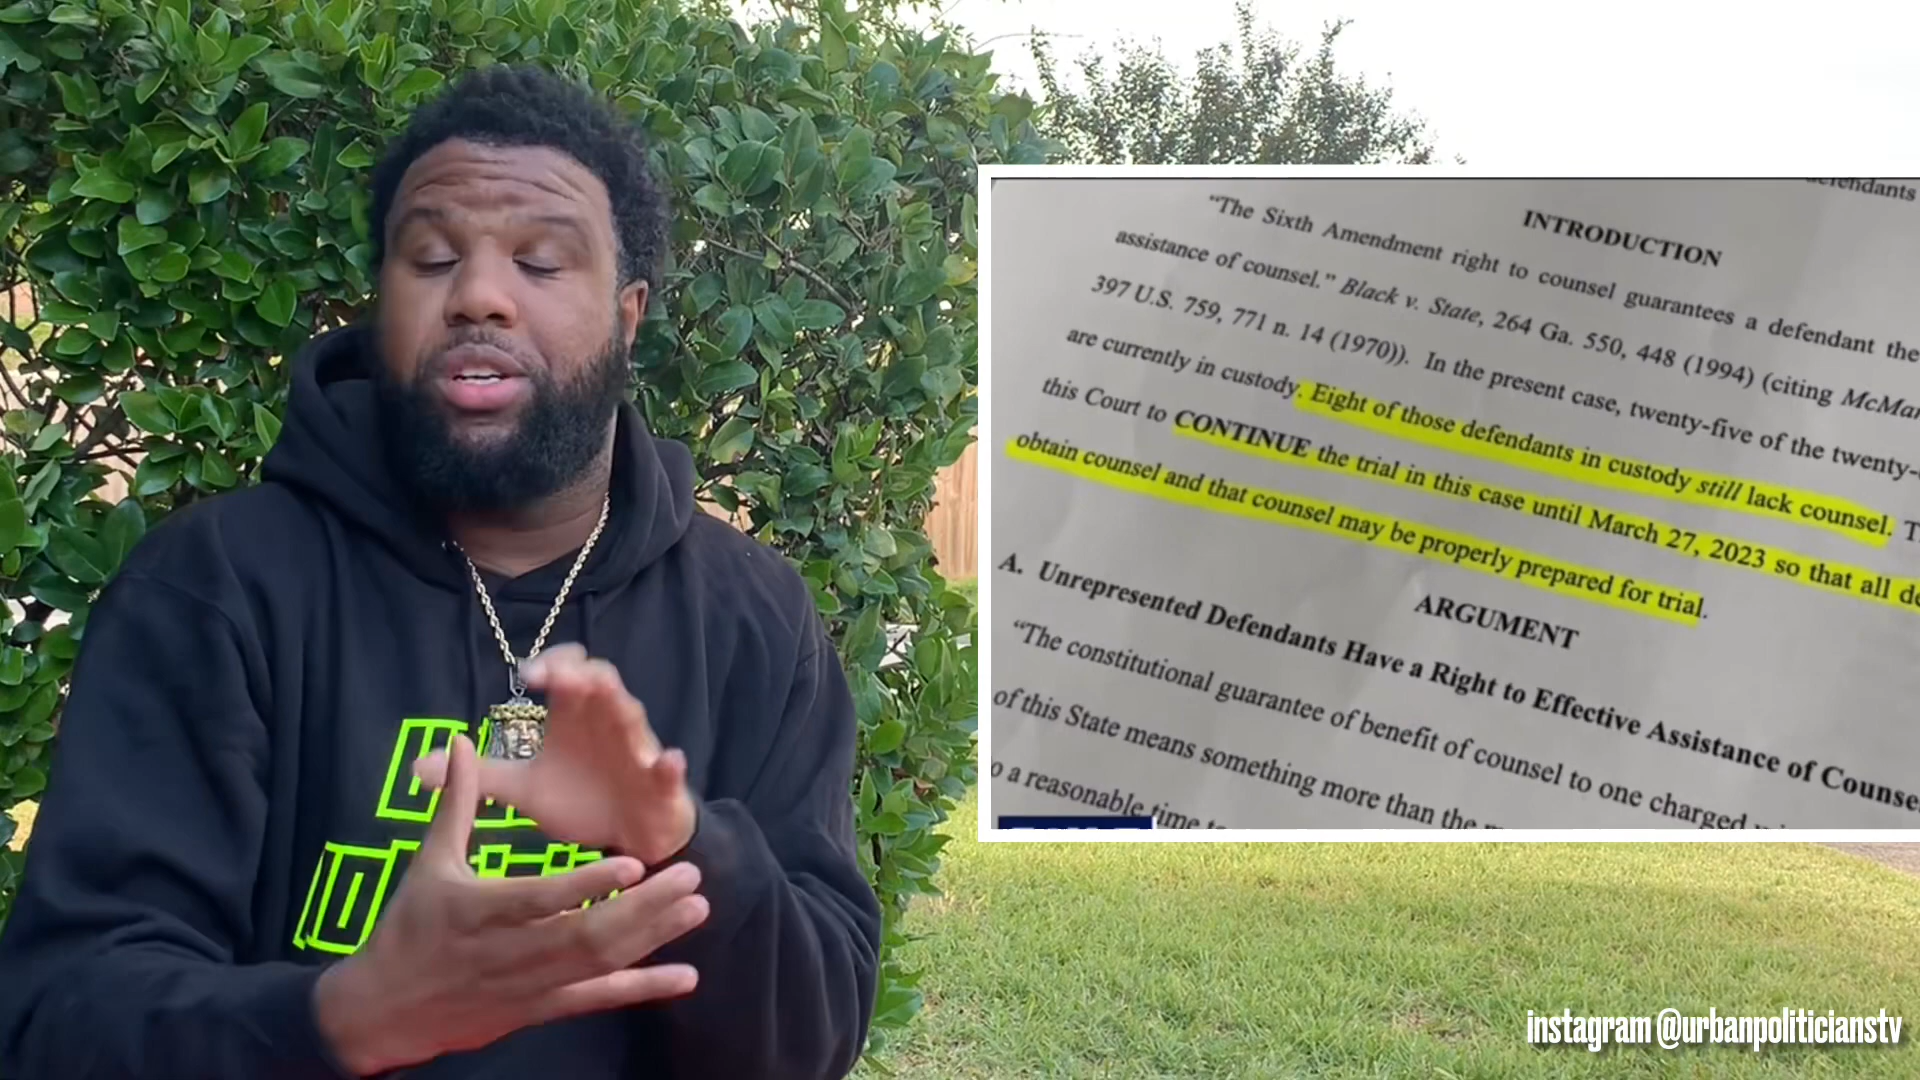 defendants
INTRODUCTION
“The Sixth Amendment right to counsel guarantees a defendant the
assistance of counsel.” Black v. State, 264 Ga. 550, 448 (1994) (citing McMan
397 U.S. 759, 771 n. 14 (1970)). In the present case, twenty-five of the twenty-
are currently in custody. Eight of those defendants in custody still lack counsel. T
this Court to CONTINUE the trial in this case until March 27, 2023 so that all de
obtain counsel and that counsel may be properly prepared for trial.
ARGUMENT
A. Unrepresented Defendants Have a Right to Effective Assistance of Counse
“The constitutional guarantee of benefit of counsel to one charged
of this State means something more than the
o a reasonable time to
instagram @urbanpoliticianstv